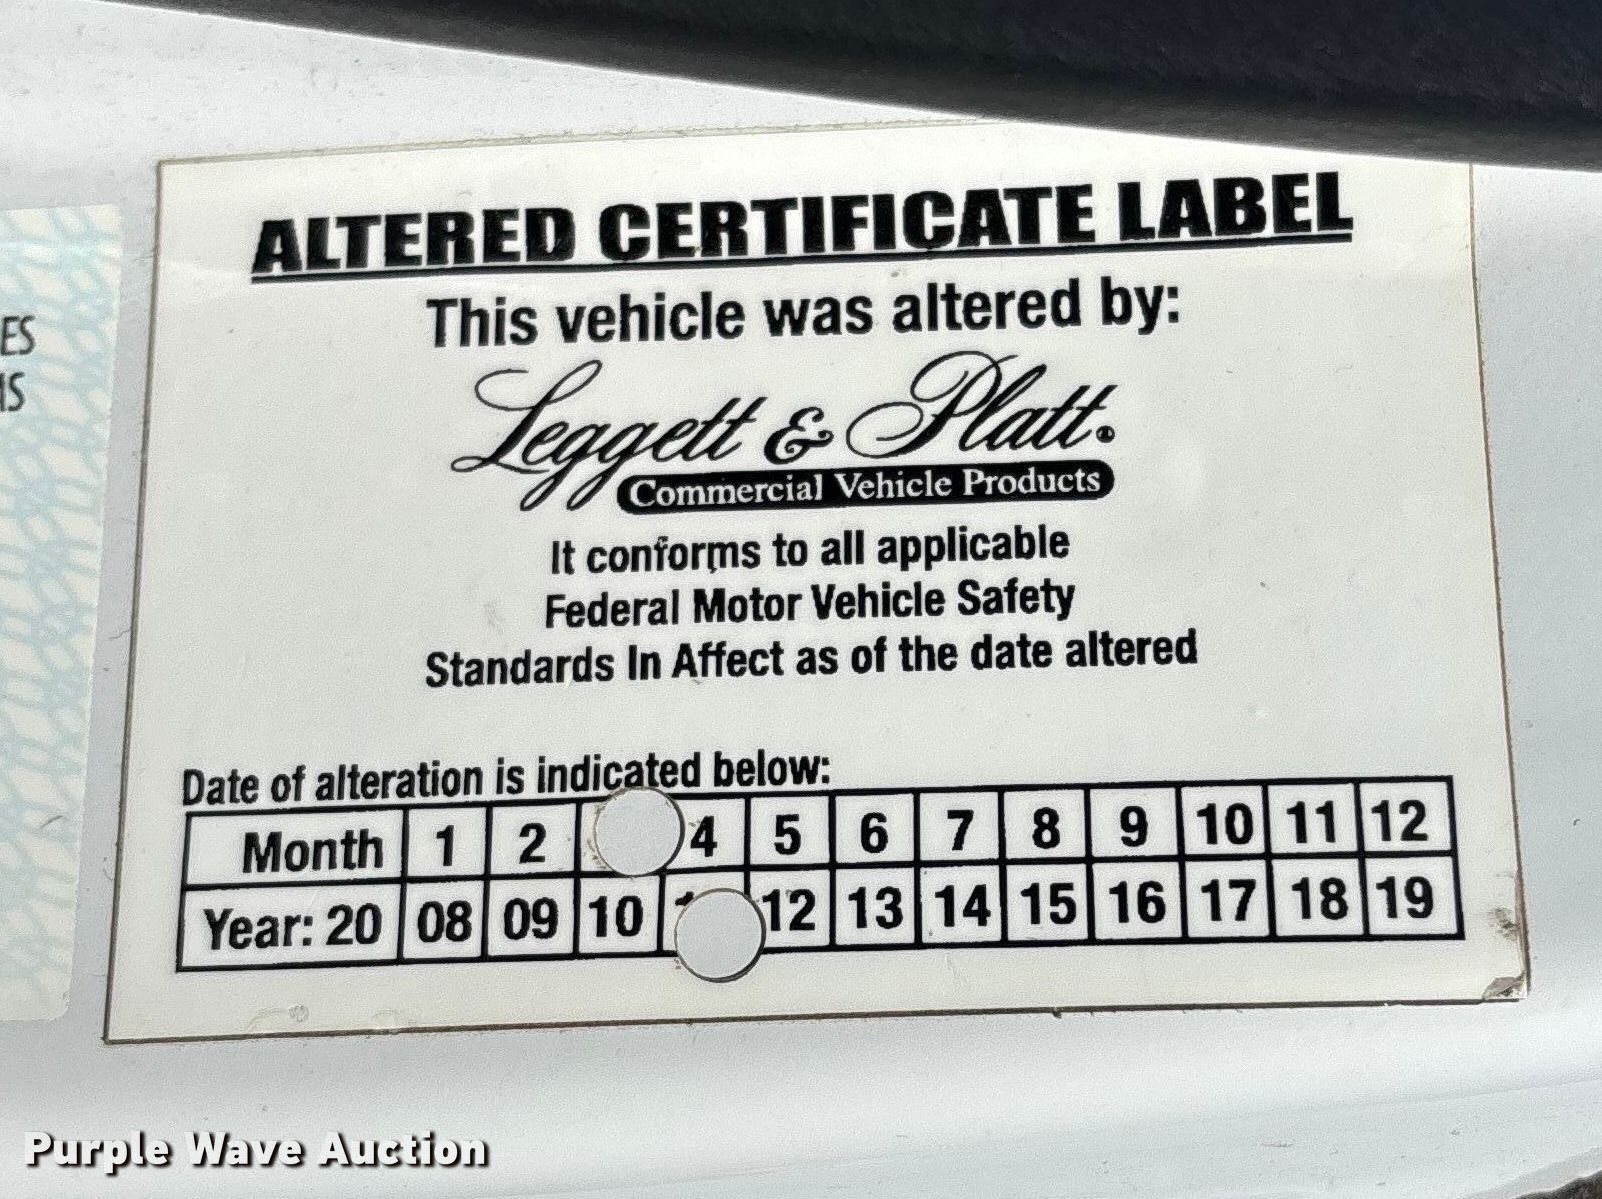 ES
ALTERED CERTIFICATE LABEL
This vehicle was altered by:
Leggett & Platt®
Commercial Vehicle Products
It conforms to all applicable
Federal Motor Vehicle Safety
Standards In Affect as of the date altered
Date of alteration is indicated below:
Month 1 2 4 5 6 7 8 9 10 11 12
Year: 20 08 09 10 12 13 14 15 16 17 18 19
Purple Wave Auction